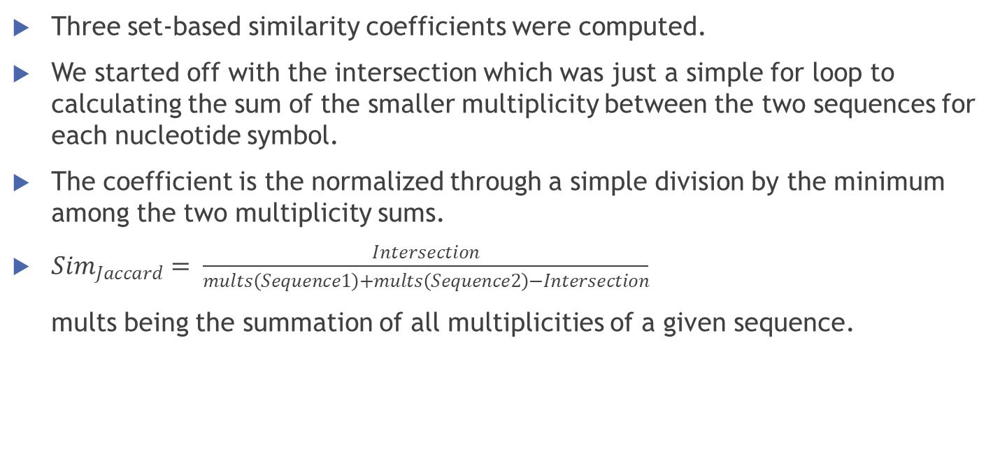 Three set-based similarity coefficients were computed.
We started off with the intersection which was just a simple for loop to
calculating the sum of the smaller multiplicity between the two sequences for
each nucleotide symbol.
The coefficient is the normalized through a simple division by the minimum
among the two multiplicity sums.
Sim_Jaccard = Intersection / mults(Sequence1)+mults(Sequence2)−Intersection
mults being the summation of all multiplicities of a given sequence.